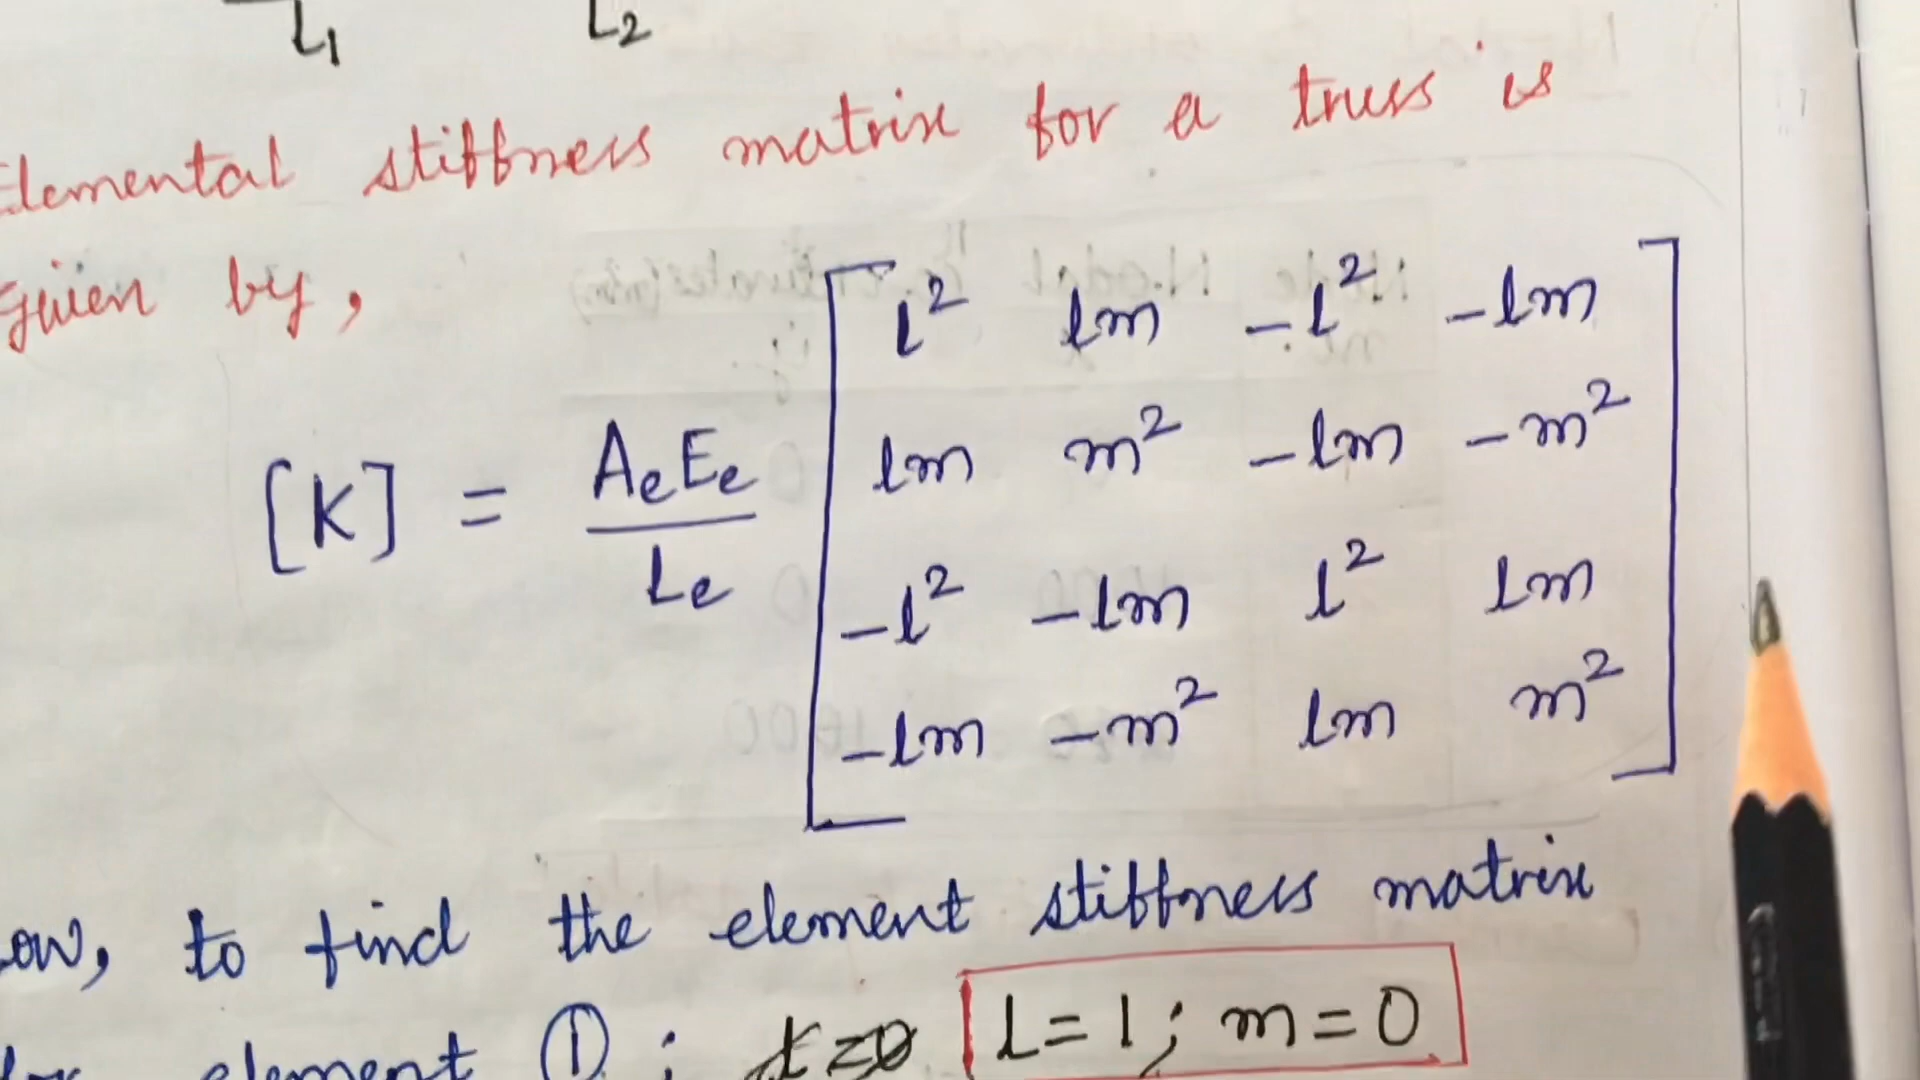 L1 L2
Elemental stiffness matrix for a truss is
given by,
[K] = AeEe / Le
l² lm -l² -lm
lm m² -lm -m²
-l² -lm l² lm
-lm -m² lm m²
ow, to find the element stiffness matrix
for element ① ; l=1; m=0